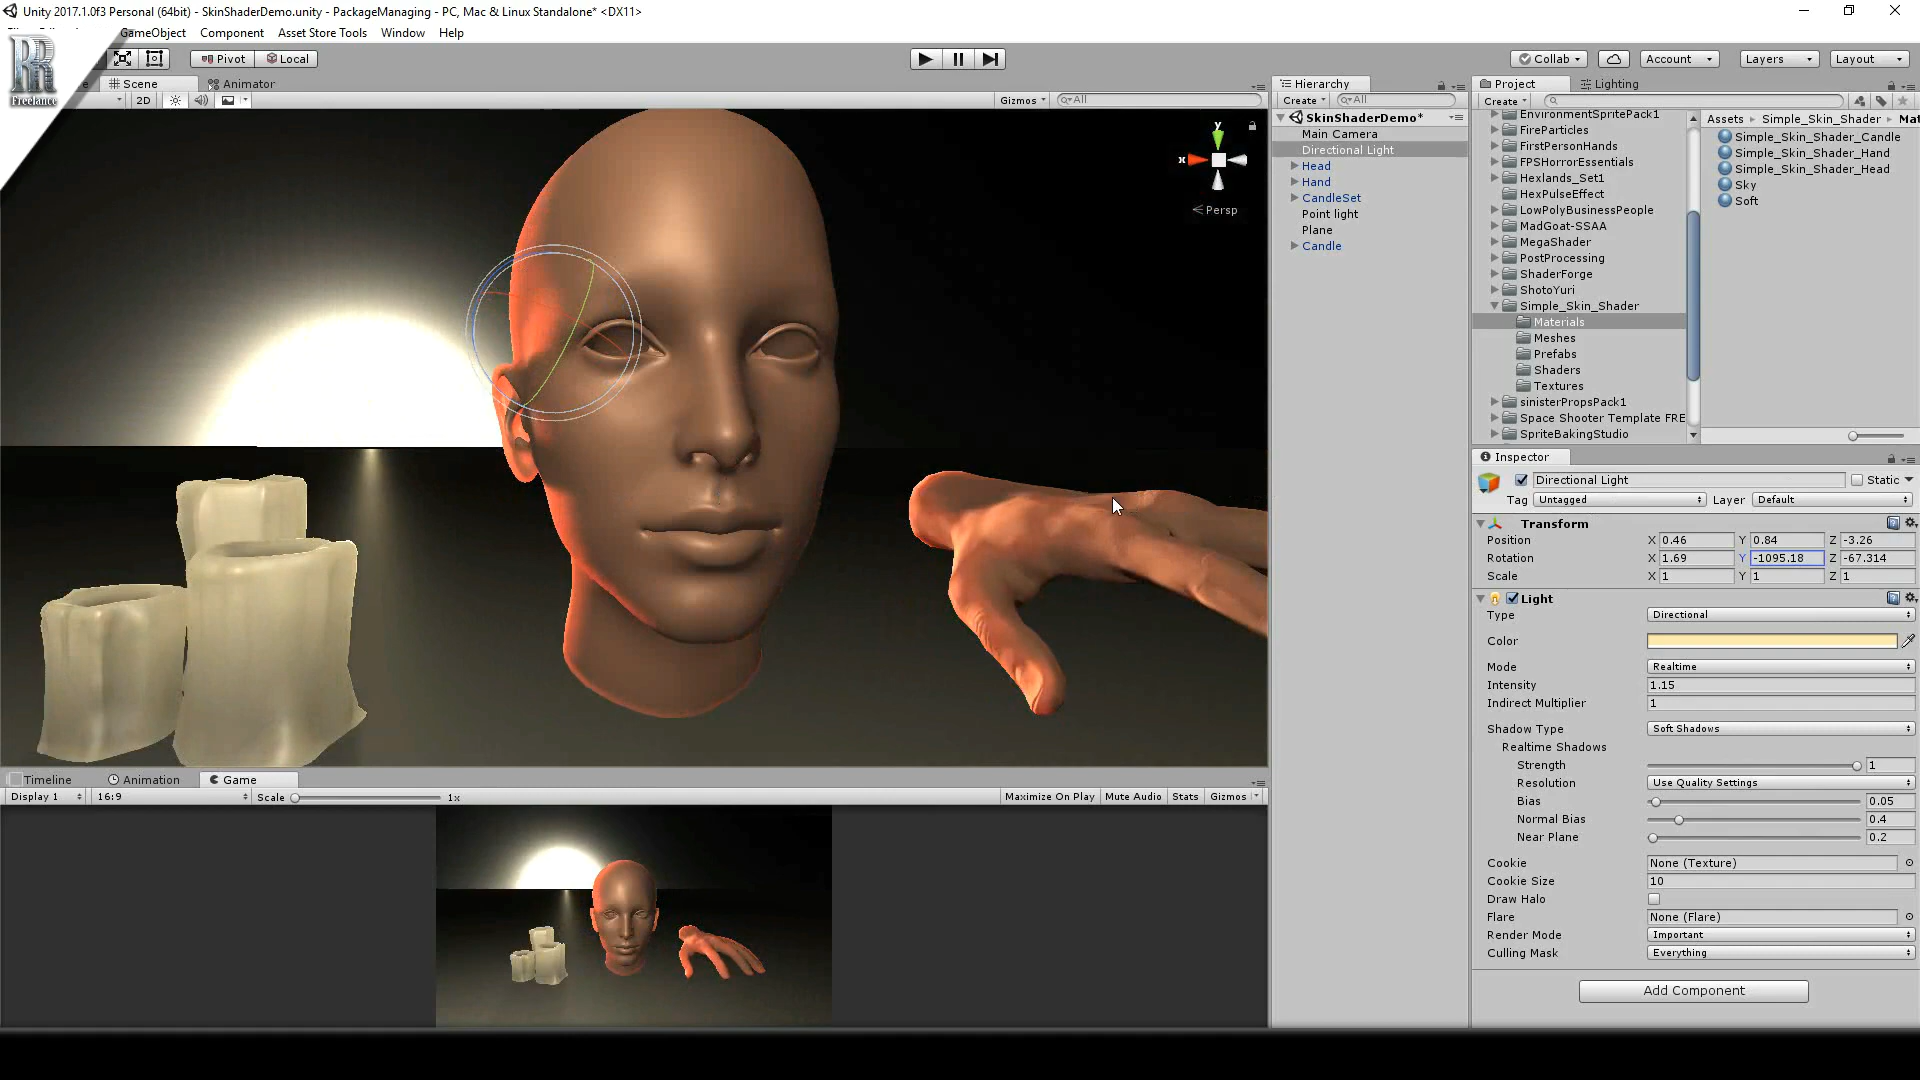 Unity 2017.1.0f3 Personal (64bit) - SkinShaderDemo.unity - PackageManaging - PC, Mac & Linux Standalone* <DX11>
GameObject Component Asset Store Tools Window Help
RR
Freelance
Pivot Local
Collab Account Layers Layout
Scene Animator
2D Gizmos All
y
x
Persp
Hierarchy
Create All
SkinShaderDemo*
Main Camera
Directional Light
Head
Hand
CandleSet
Point light
Plane
Candle
Project Lighting
Create
EnvironmentSpritePack1
FireParticles
FirstPersonHands
FPSHorrorEssentials
Hexlands_Set1
HexPulseEffect
LowPolyBusinessPeople
MadGoat-SSAA
MegaShader
PostProcessing
ShaderForge
ShotoYuri
Simple_Skin_Shader
Materials
Meshes
Prefabs
Shaders
Textures
sinisterPropsPack1
Space Shooter Template FRE
SpriteBakingStudio
Assets Simple_Skin_Shader Mat
Simple_Skin_Shader_Candle
Simple_Skin_Shader_Hand
Simple_Skin_Shader_Head
Sky
Soft
Inspector
Directional Light Static
Tag Untagged Layer Default
Transform
Position X 0.46 Y 0.84 Z -3.26
Rotation X 1.69 Y -1095.18 Z -67.314
Scale X 1 Y 1 Z 1
Light
Type Directional
Color
Mode Realtime
Intensity 1.15
Indirect Multiplier 1
Shadow Type Soft Shadows
Realtime Shadows
Strength 1
Resolution Use Quality Settings
Bias 0.05
Normal Bias 0.4
Near Plane 0.2
Cookie None (Texture)
Cookie Size 10
Draw Halo
Flare None (Flare)
Render Mode Important
Culling Mask Everything
Add Component
Timeline Animation Game
Display 1 16:9 Scale 1x Maximize On Play Mute Audio Stats Gizmos